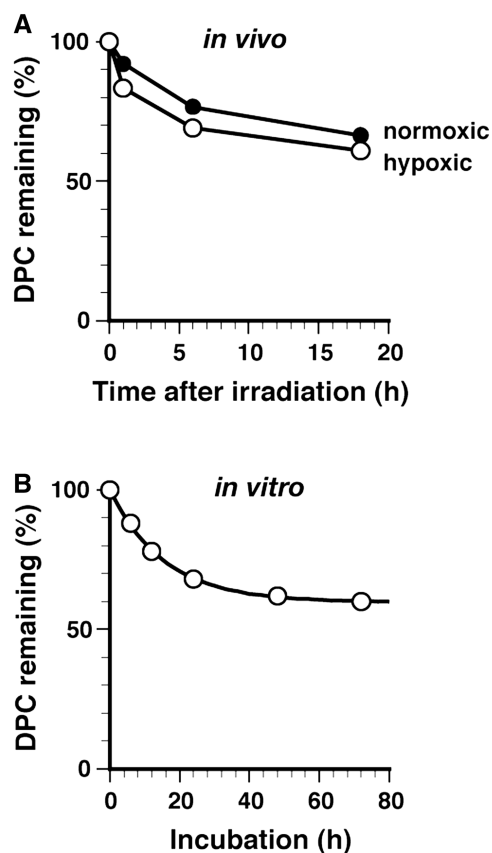 A
in vivo
100
50
0
DPC remaining (%)
normoxic
hypoxic
0 5 10 15 20
Time after irradiation (h)
B
in vitro
100
50
0
DPC remaining (%)
0 20 40 60 80
Incubation (h)